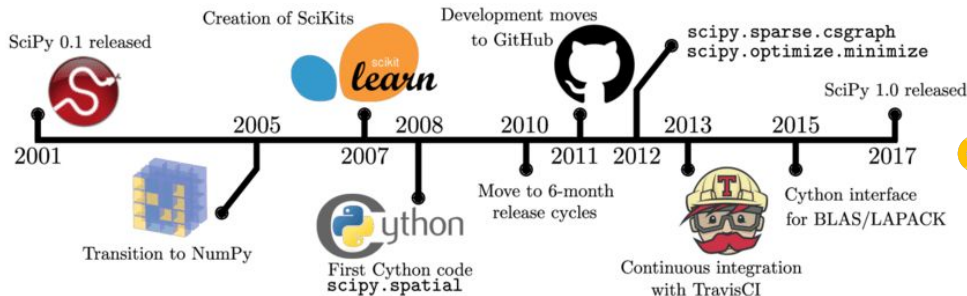 Creation of SciKits
Development moves
to GitHub
SciPy 0.1 released
scipy.sparse.csgraph
scipy.optimize.minimize
scikit
learn
SciPy 1.0 released
2005
2008
2010
2013
2015
2001
2007
2011
2012
2017
T
Move to 6-month
release cycles
Cython interface
for BLAS/LAPACK
Cython
Transition to NumPy
First Cython code
scipy.spatial
Continuous integration
with TravisCI